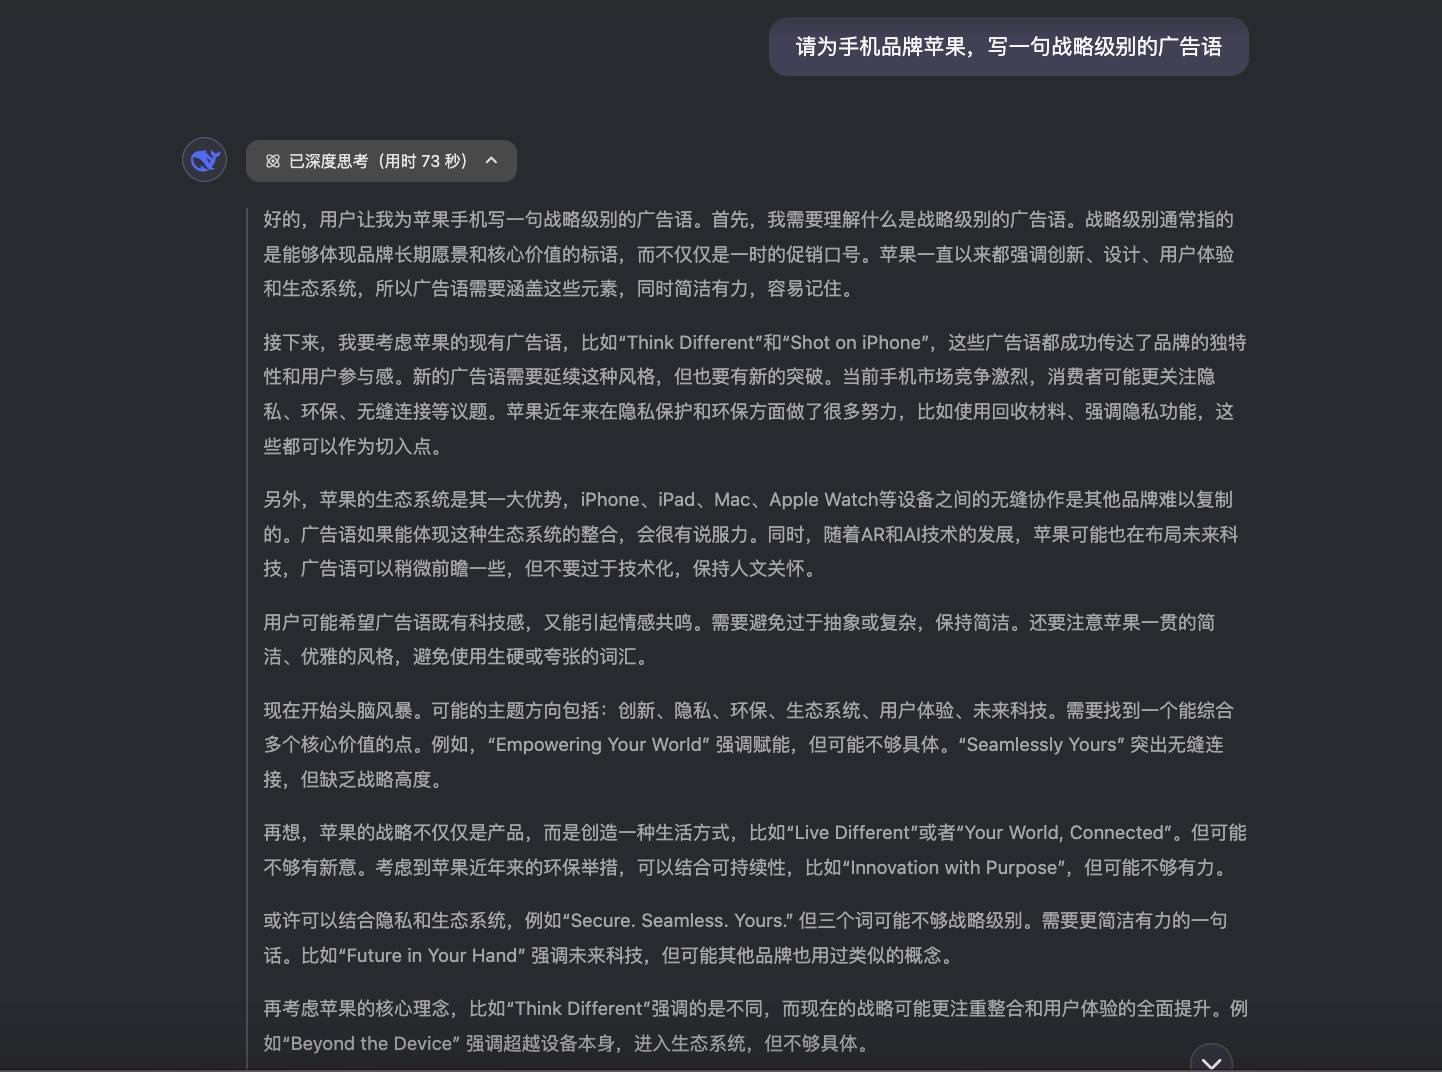 请为手机品牌苹果，写一句战略级别的广告语
已深度思考（用时 73 秒）
好的，用户让我为苹果手机写一句战略级别的广告语。首先，我需要理解什么是战略级别的广告语。战略级别通常指的
是能够体现品牌长期愿景和核心价值的标语，而不仅仅是一时的促销口号。苹果一直以来都强调创新、设计、用户体验
和生态系统，所以广告语需要涵盖这些元素，同时简洁有力，容易记住。
接下来，我要考虑苹果的现有广告语，比如“Think Different”和“Shot on iPhone”，这些广告语都成功传达了品牌的独特
性和用户参与感。新的广告语需要延续这种风格，但也要有新的突破。当前手机市场竞争激烈，消费者可能更关注隐
私、环保、无缝连接等议题。苹果近年来在隐私保护和环保方面做了很多努力，比如使用回收材料、强调隐私功能，这
些都可以作为切入点。
另外，苹果的生态系统是其一大优势，iPhone、iPad、Mac、Apple Watch等设备之间的无缝协作是其他品牌难以复制
的。广告语如果能体现这种生态系统的整合，会很有说服力。同时，随着AR和AI技术的发展，苹果可能也在布局未来科
技，广告语可以稍微前瞻一些，但不要过于技术化，保持人文关怀。
用户可能希望广告语既有科技感，又能引起情感共鸣。需要避免过于抽象或复杂，保持简洁。还要注意苹果一贯的简
洁、优雅的风格，避免使用生硬或夸张的词汇。
现在开始头脑风暴。可能的主题方向包括：创新、隐私、环保、生态系统、用户体验、未来科技。需要找到一个能综合
多个核心价值的点。例如，“Empowering Your World” 强调赋能，但可能不够具体。“Seamlessly Yours” 突出无缝连
接，但缺乏战略高度。
再想，苹果的战略不仅仅是产品，而是创造一种生活方式，比如“Live Different”或者“Your World, Connected”。但可能
不够有新意。考虑到苹果近年来的环保举措，可以结合可持续性，比如“Innovation with Purpose”，但可能不够有力。
或许可以结合隐私和生态系统，例如“Secure. Seamless. Yours.” 但三个词可能不够战略级别。需要更简洁有力的一句
话。比如“Future in Your Hand” 强调未来科技，但可能其他品牌也用过类似的概念。
再考虑苹果的核心理念，比如“Think Different”强调的是不同，而现在的战略可能更注重整合和用户体验的全面提升。例
如“Beyond the Device” 强调超越设备本身，进入生态系统，但不够具体。